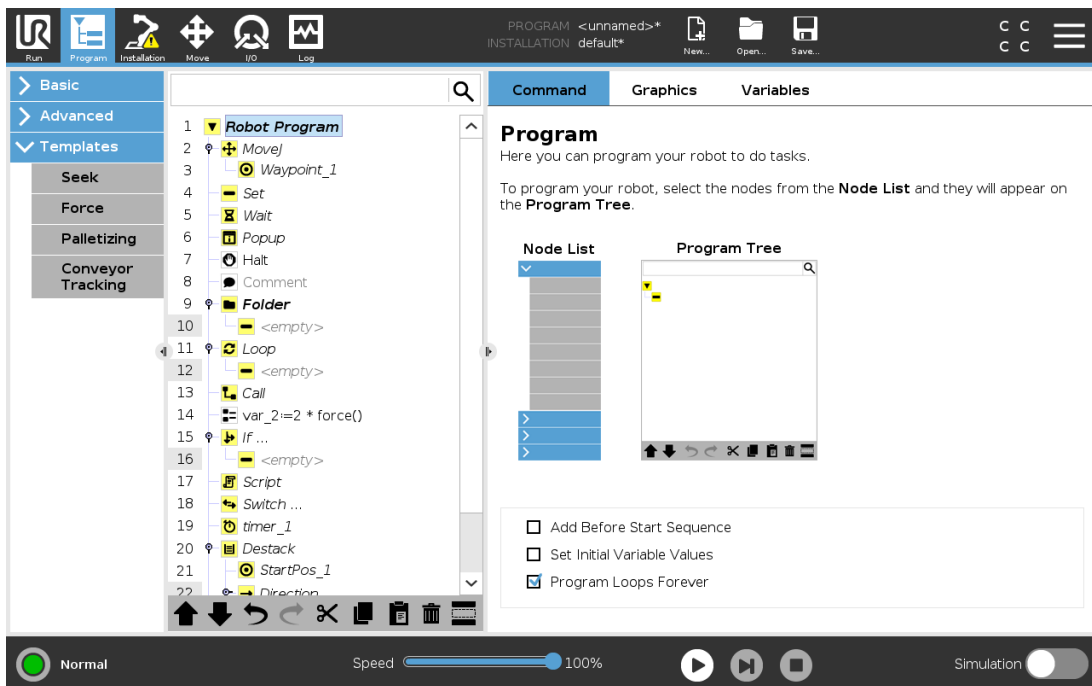 UR
PROGRAM <unnamed>*
INSTALLATION default*
C C
C C
Run
Program
Installation
Move
I/O
Log
New...
Open...
Save...
Basic
Advanced
Templates
Seek
Force
Palletizing
Conveyor
Tracking
1 Robot Program
2 MoveJ
3 Waypoint_1
4 Set
5 Wait
6 Popup
7 Halt
8 Comment
9 Folder
10 <empty>
11 Loop
12 <empty>
13 Call
14 var_2:=2 * force()
15 If ...
16 <empty>
17 Script
18 Switch ...
19 timer_1
20 Destack
21 StartPos_1
22 Direction
Command Graphics Variables
Program
Here you can program your robot to do tasks.
To program your robot, select the nodes from the Node List and they will appear on
the Program Tree.
Node List
Program Tree
Add Before Start Sequence
Set Initial Variable Values
Program Loops Forever
Normal
Speed
100%
Simulation